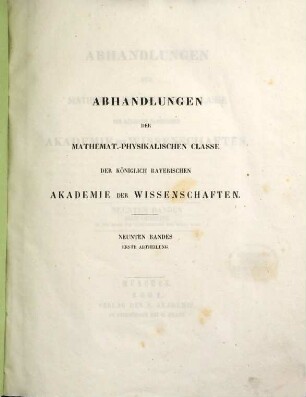 ABHANDLUNGEN
DER
MATHEMAT.-PHYSIKALISCHEN CLASSE
DER KÖNIGLICH BAYERISCHEN
AKADEMIE DER WISSENSCHAFTEN.
NEUNTEN BANDES
ERSTE ABTHEILUNG.